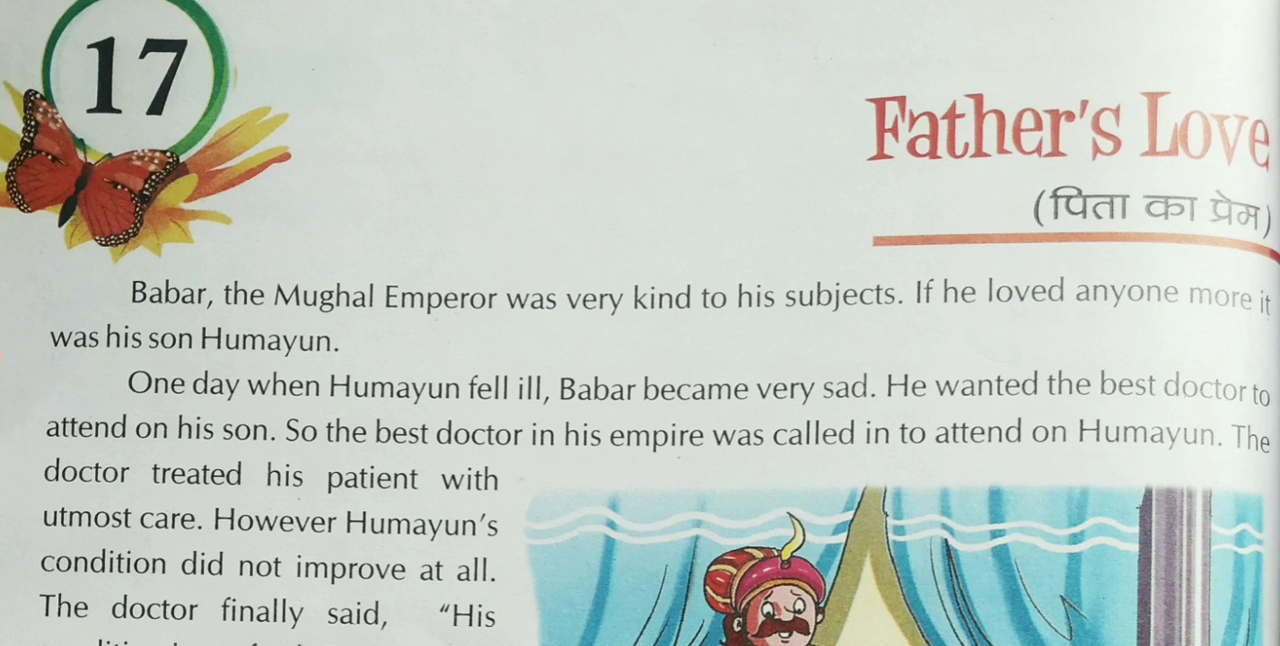 17
Father's Love
(पिता का प्रेम)
Babar, the Mughal Emperor was very kind to his subjects. If he loved anyone more it
was his son Humayun.
One day when Humayun fell ill, Babar became very sad. He wanted the best doctor to
attend on his son. So the best doctor in his empire was called in to attend on Humayun. The
doctor treated his patient with
utmost care. However Humayun's
condition did not improve at all.
The doctor finally said, "His